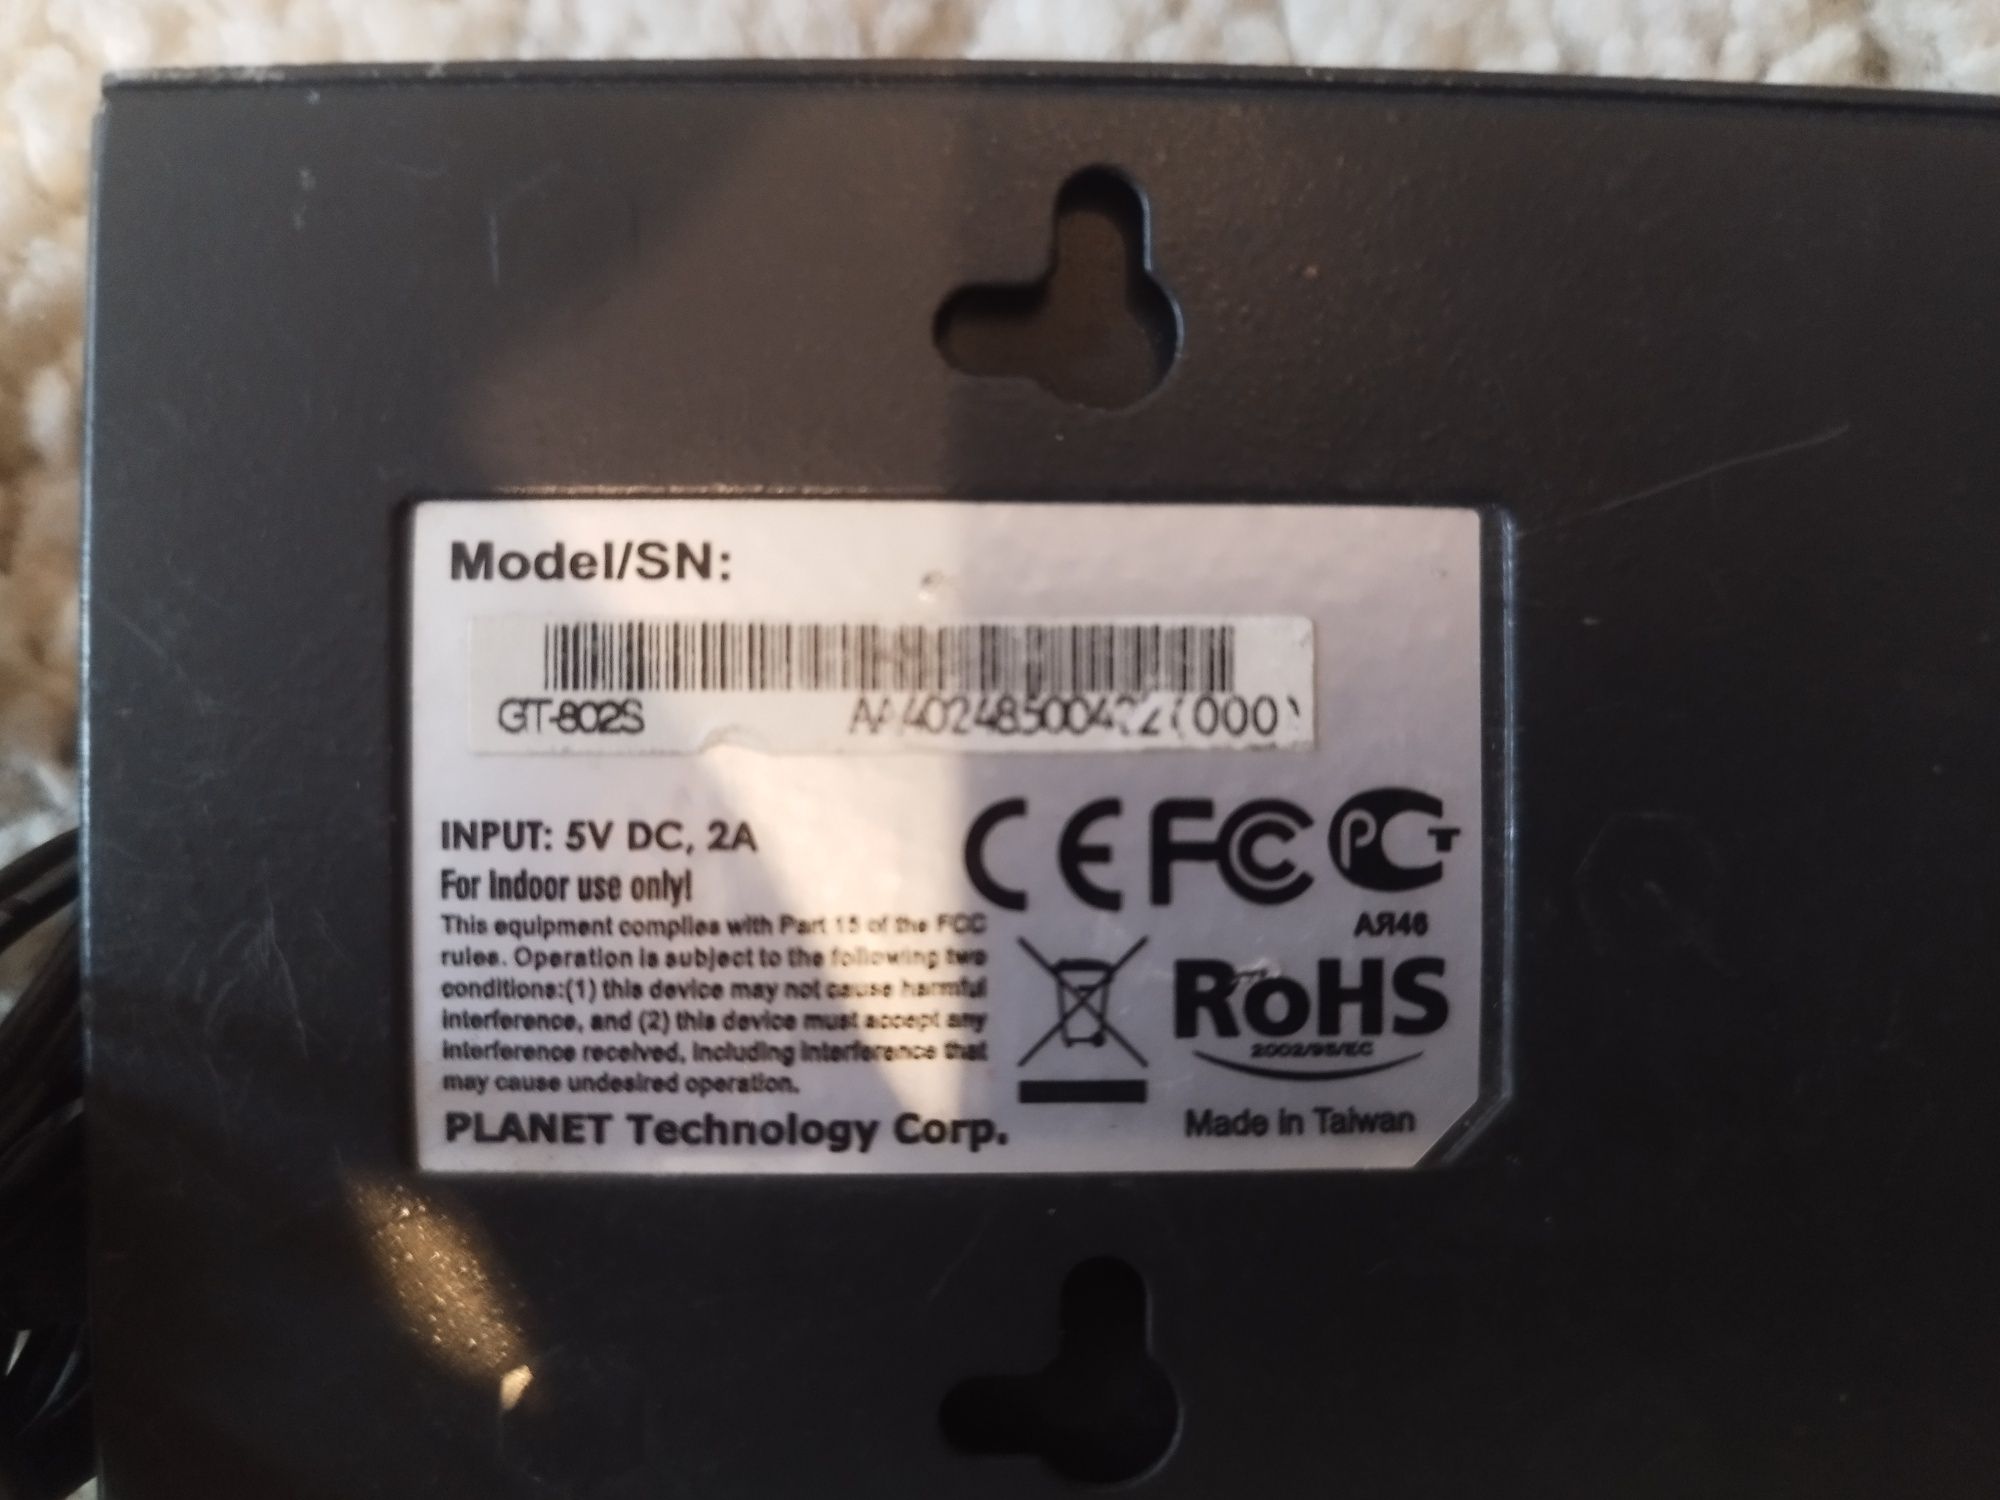 Model/SN:
GT-802S
INPUT: 5V DC, 2A
For Indoor use only!
This equipment complies with Part 15 of the FCC
rules. Operation is subject to the following two
conditions:(1) this device may not cause harmful
interference, and (2) this device must accept any
interference received, including interference that
may cause undesired operation.
PLANET Technology Corp.
CE FC PCT
АЯ46
RoHS
2002/95/EC
Made in Taiwan